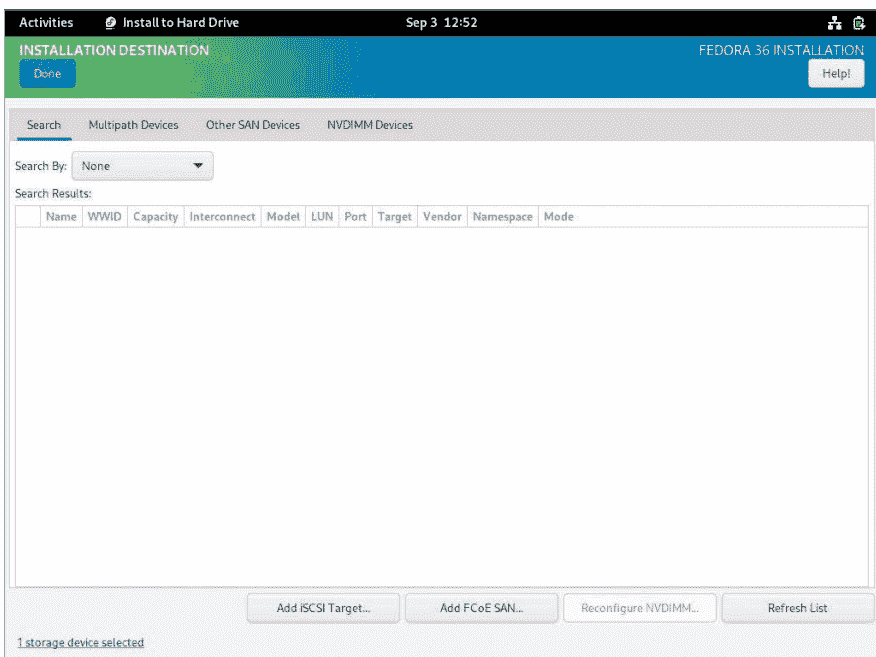 Activities Install to Hard Drive Sep 3 12:52
INSTALLATION DESTINATION FEDORA 36 INSTALLATION
Done Help!
Search Multipath Devices Other SAN Devices NVDIMM Devices
Search By: None
Search Results:
Name WWID Capacity Interconnect Model LUN Port Target Vendor Namespace Mode
Add iSCSI Target... Add FCoE SAN... Reconfigure NVDIMM... Refresh List
1 storage device selected